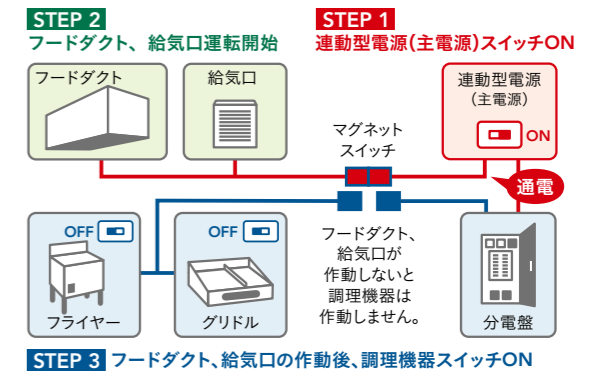 STEP 2
フードダクト、給気口運転開始
STEP 1
連動型電源(主電源)スイッチON
フードダクト
給気口
連動型電源
(主電源)
ON
マグネット
スイッチ
通電
OFF
フライヤー
OFF
グリドル
フードダクト、
給気口が
作動しないと
調理機器は
作動しません。
分電盤
STEP 3 フードダクト、給気口の作動後、調理機器スイッチON